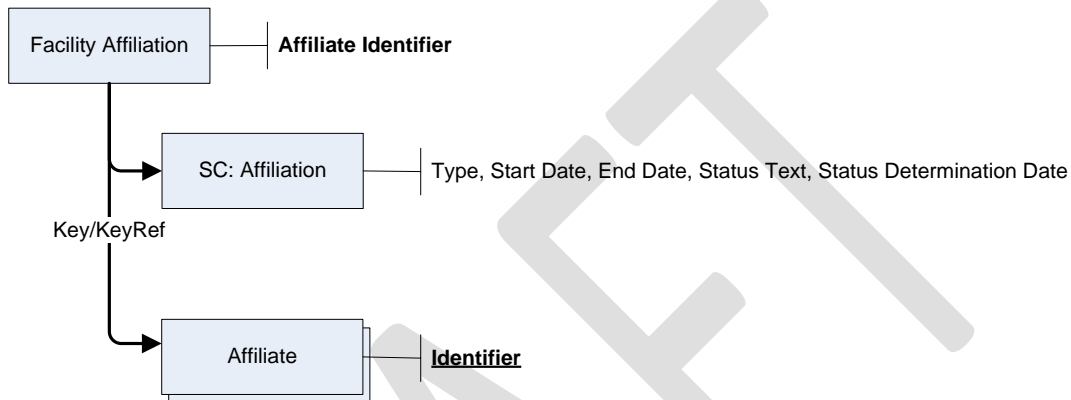 Facility Affiliation
Affiliate Identifier
SC: Affiliation
Type, Start Date, End Date, Status Text, Status Determination Date
Key/KeyRef
Affiliate
Identifier